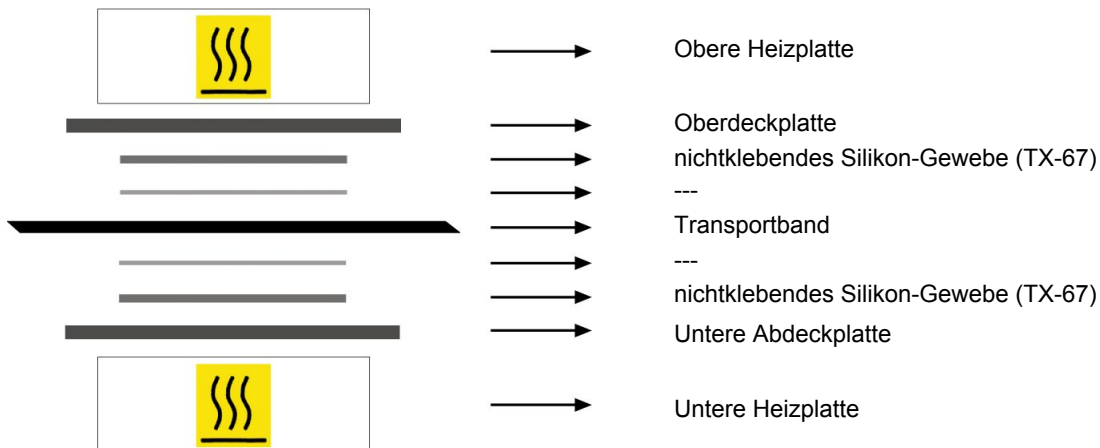 Obere Heizplatte
Oberdeckplatte
nichtklebendes Silikon-Gewebe (TX-67)
---
Transportband
---
nichtklebendes Silikon-Gewebe (TX-67)
Untere Abdeckplatte
Untere Heizplatte